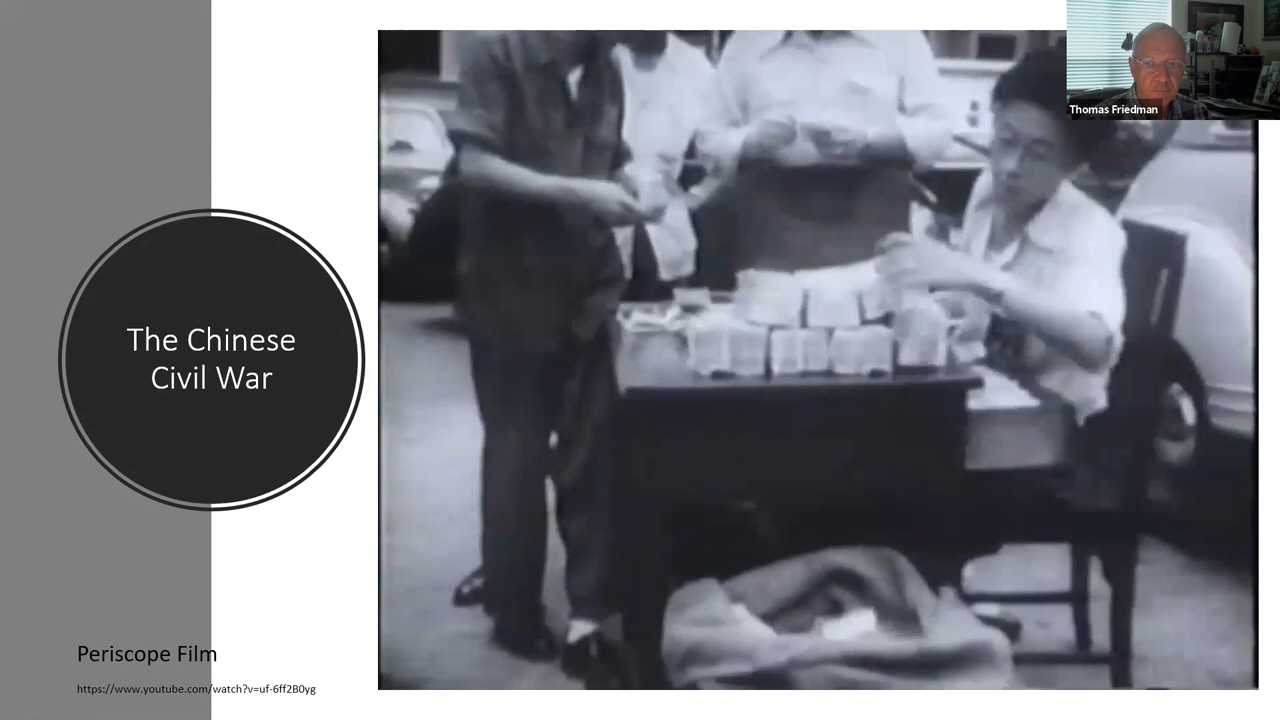 Thomas Friedman
The Chinese
Civil War
Periscope Film
https://www.youtube.com/watch?v=uf-6ff2B0yg